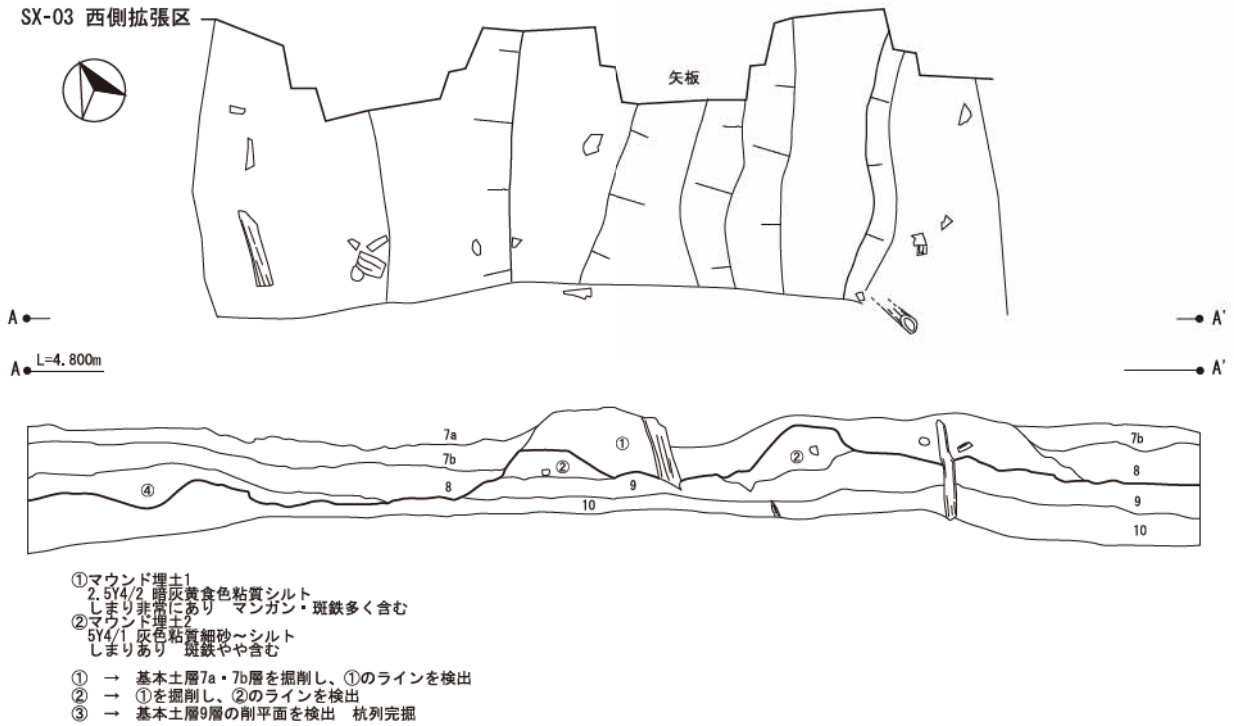 SX-03 西側拡張区
矢板
A
A'
A
L=4.800m
A'
7a
①
7b
7b
②
②
8
④
8
9
9
10
10
①マウンド埋土1
2.5Y4/2 暗灰黄食色粘質シルト
しまり非常にあり マンガン・斑鉄多く含む
②マウンド埋土2
5Y4/1 灰色粘質細砂～シルト
しまりあり 斑鉄やや含む
① → 基本土層7a・7b層を掘削し、①のラインを検出
② → ①を掘削し、②のラインを検出
③ → 基本土層9層の削平面を検出 杭列完掘